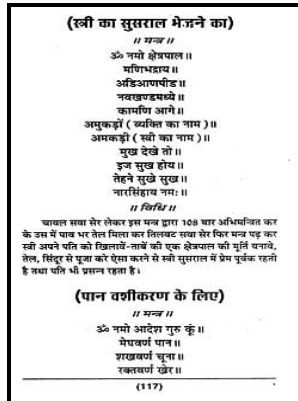 (स्त्री का सुसराल भेजने का)
॥ मन्त्र ॥
ॐ नमो क्षेत्रपाल॥
मणिभद्राय॥
अडिआणपीड॥
नवखण्डमध्ये॥
कामणि आगे॥
अमुकड़ों ( व्यक्ति का नाम )॥
अमकड़ी ( स्त्री का नाम )॥
मुख देखे तो॥
इज सुख होय॥
तेहने सुखे सुख॥
नारसिंहाय नमः॥
॥ विधि ॥
चावल सवा सेर लेकर इस मन्त्र द्वारा 108 बार अभिमन्त्रित कर
के उस में पाव भर तेल मिला कर तिलवट सवा सेर फिर मन्त्र पढ़ कर
स्त्री अपने पति को खिलावें-ताबें की एक क्षेत्रपाल की मूर्ति बनावे,
तेल, सिंदूर से पूजा करे ऐसा करने से स्त्री सुसराल में प्रेम पूर्वक रहती
है तथा पति भी प्रसन्न रहता है।
(पान वशीकरण के लिए)
॥ मन्त्र ॥
ॐ नमो आदेश गुरु कूं॥
मेघवर्ण पान॥
शखवर्ण चूना॥
रक्तवर्ण खेर॥
(117)